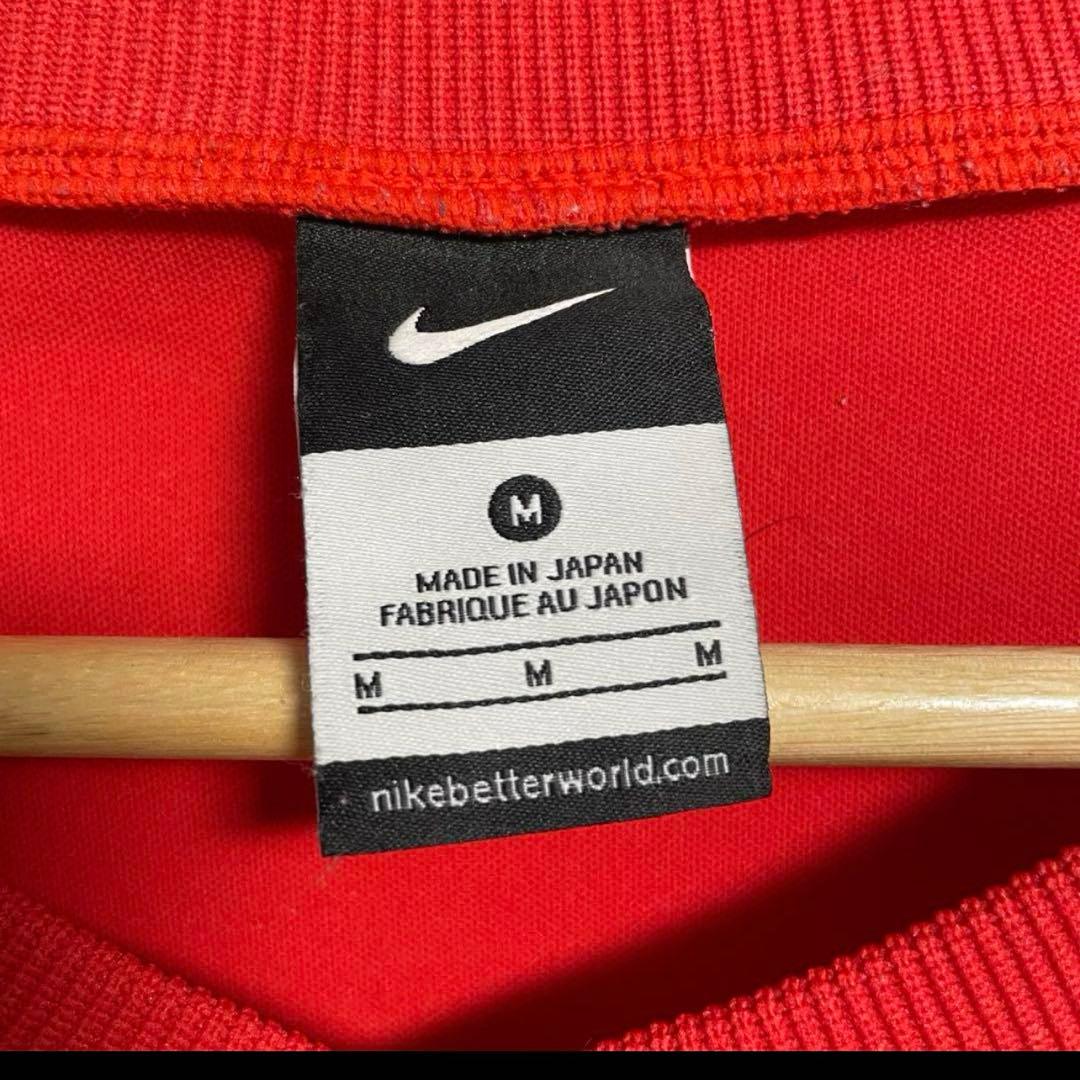 M
MADE IN JAPAN
FABRIQUE AU JAPON
M M M
nikebetterworld.com